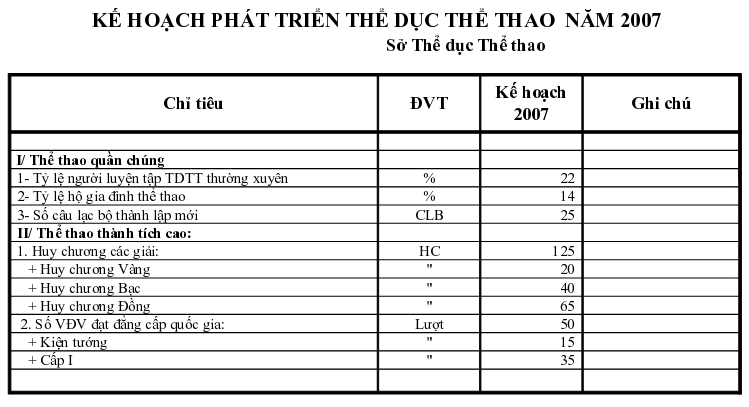 KẾ HOẠCH PHÁT TRIỂN THỂ DỤC THỂ THAO NĂM 2007
Sở Thể dục Thể thao
Chỉ tiêu ĐVT Kế hoạch 2007 Ghi chú
I/ Thể thao quần chúng
1- Tỷ lệ người luyện tập TDTT thường xuyên % 22
2- Tỷ lệ hộ gia đình thể thao % 14
3- Số câu lạc bộ thành lập mới CLB 25
II/ Thể thao thành tích cao:
1. Huy chương các giải: HC 125
+ Huy chương Vàng " 20
+ Huy chương Bạc " 40
+ Huy chương Đồng " 65
2. Số VĐV đạt đẳng cấp quốc gia: Lượt 50
+ Kiện tướng " 15
+ Cấp I " 35